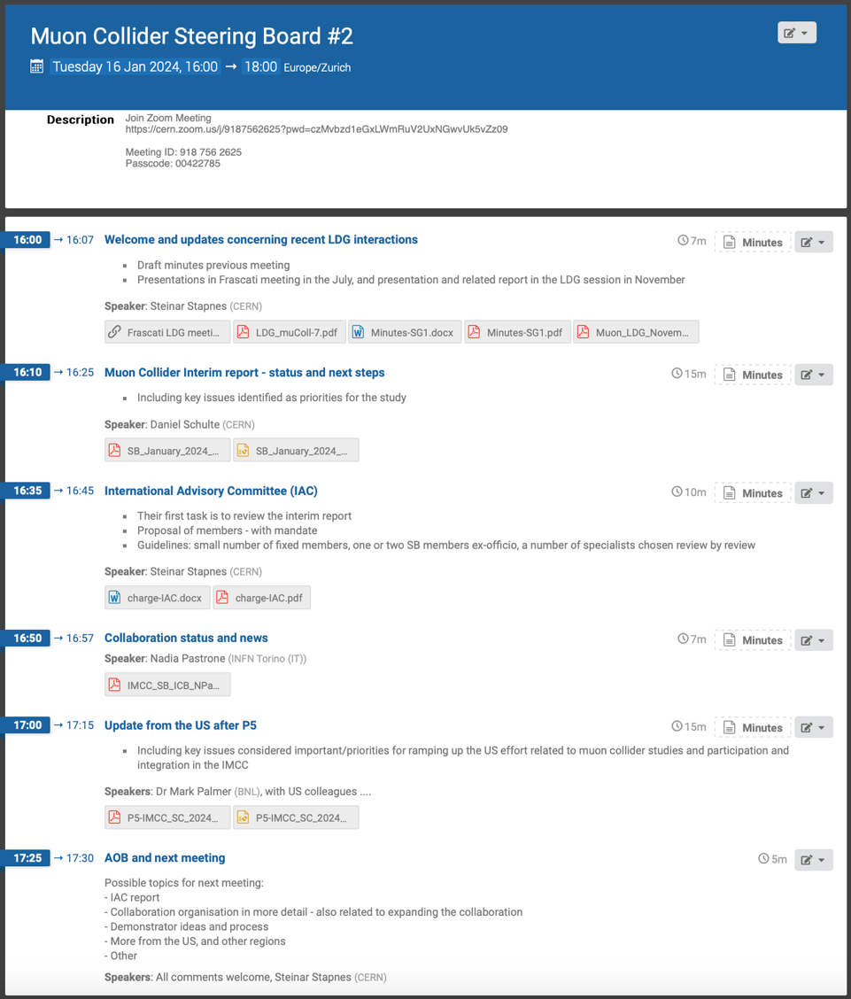 Muon Collider Steering Board #2
Tuesday 16 Jan 2024, 16:00 → 18:00 Europe/Zurich
Description
Join Zoom Meeting
https://cern.zoom.us/j/9187562625?pwd=czMvbzd1eGxLWmRuV2UxNGwvUk5vZz09
Meeting ID: 918 756 2625
Passcode: 00422785
16:00 → 16:07 Welcome and updates concerning recent LDG interactions 7m Minutes
▪ Draft minutes previous meeting
▪ Presentations in Frascati meeting in the July, and presentation and related report in the LDG session in November
Speaker: Steinar Stapnes (CERN)
Frascati LDG meeti... LDG_muColl-7.pdf Minutes-SG1.docx Minutes-SG1.pdf Muon_LDG_Novem...
16:10 → 16:25 Muon Collider Interim report - status and next steps 15m Minutes
▪ Including key issues identified as priorities for the study
Speaker: Daniel Schulte (CERN)
SB_January_2024_... SB_January_2024_...
16:35 → 16:45 International Advisory Committee (IAC) 10m Minutes
▪ Their first task is to review the interim report
▪ Proposal of members - with mandate
▪ Guidelines: small number of fixed members, one or two SB members ex-officio, a number of specialists chosen review by review
Speaker: Steinar Stapnes (CERN)
charge-IAC.docx charge-IAC.pdf
16:50 → 16:57 Collaboration status and news 7m Minutes
Speaker: Nadia Pastrone (INFN Torino (IT))
IMCC_SB_ICB_NPa...
17:00 → 17:15 Update from the US after P5 15m Minutes
▪ Including key issues considered important/priorities for ramping up the US effort related to muon collider studies and participation and
integration in the IMCC
Speakers: Dr Mark Palmer (BNL), with US colleagues ....
P5-IMCC_SC_2024... P5-IMCC_SC_2024...
17:25 → 17:30 AOB and next meeting 5m
Possible topics for next meeting:
- IAC report
- Collaboration organisation in more detail - also related to expanding the collaboration
- Demonstrator ideas and process
- More from the US, and other regions
- Other
Speakers: All comments welcome, Steinar Stapnes (CERN)